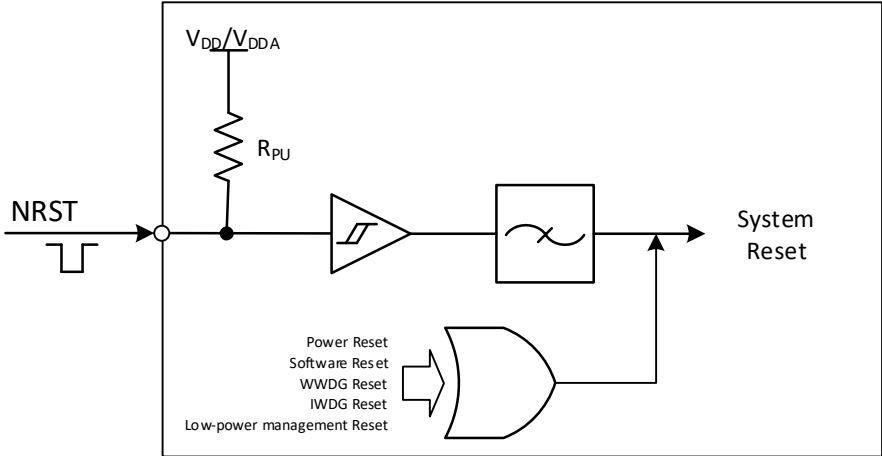 VDD/VDDA
RPU
NRST
System
Reset
Power Reset
Software Reset
WWDG Reset
IWDG Reset
Low-power management Reset